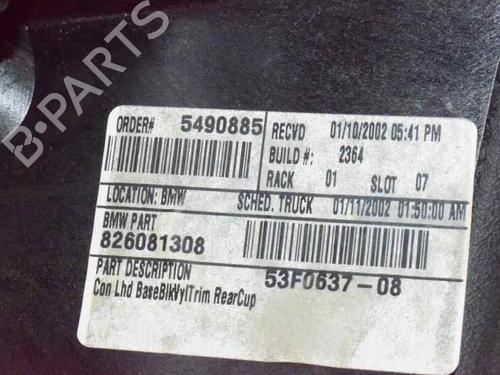 B-PARTS
ORDER# 5490885 RECVD 01/10/2002 05:41 PM
BUILD #: 2364
RACK 01 SLOT 07
LOCATION: BMW SCHED. TRUCK 01/11/2002 01:50:00 AM
BMW PART
826081308
PART DESCRIPTION 53F0637-08
Con Lhd BaseBlkVylTrim RearCup